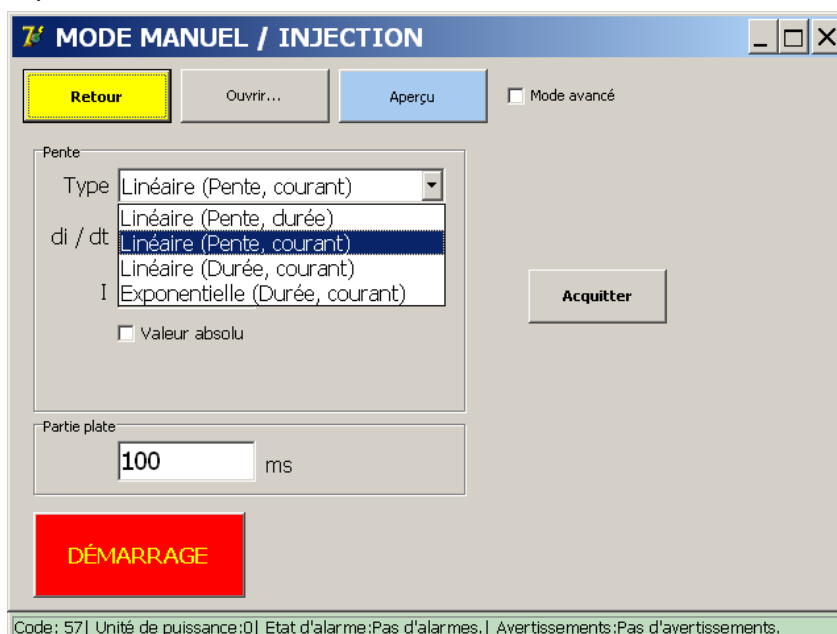 MODE MANUEL / INJECTION
Retour
Ouvrir...
Aperçu
Mode avancé
Pente
Type
Linéaire (Pente, courant)
Linéaire (Pente, durée)
di / dt
Linéaire (Pente, courant)
Linéaire (Durée, courant)
I
Exponentielle (Durée, courant)
Acquitter
Valeur absolu
Partie plate
100
ms
DÉMARRAGE
Code: 57| Unité de puissance:0| Etat d'alarme:Pas d'alarmes.| Avertissements:Pas d'avertissements.